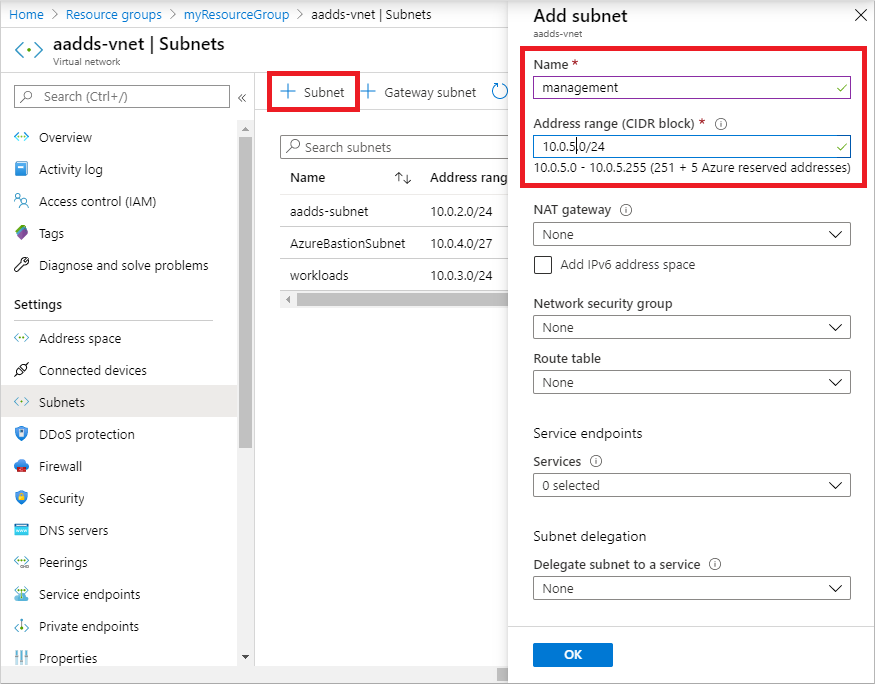 Home > Resource groups > myResourceGroup > aadds-vnet | Subnets
aadds-vnet | Subnets
Virtual network
Search (Ctrl+/)
«
Overview
Activity log
Access control (IAM)
Tags
Diagnose and solve problems
Settings
Address space
Connected devices
Subnets
DDoS protection
Firewall
Security
DNS servers
Peerings
Service endpoints
Private endpoints
Properties
+ Subnet + Gateway subnet
Search subnets
Name ↑↓ Address rang
aadds-subnet 10.0.2.0/24
AzureBastionSubnet 10.0.4.0/27
workloads 10.0.3.0/24
Add subnet
aadds-vnet
Name *
management
Address range (CIDR block) *
10.0.5.0/24
10.0.5.0 - 10.0.5.255 (251 + 5 Azure reserved addresses)
NAT gateway
None
Add IPv6 address space
Network security group
None
Route table
None
Service endpoints
Services
0 selected
Subnet delegation
Delegate subnet to a service
None
OK